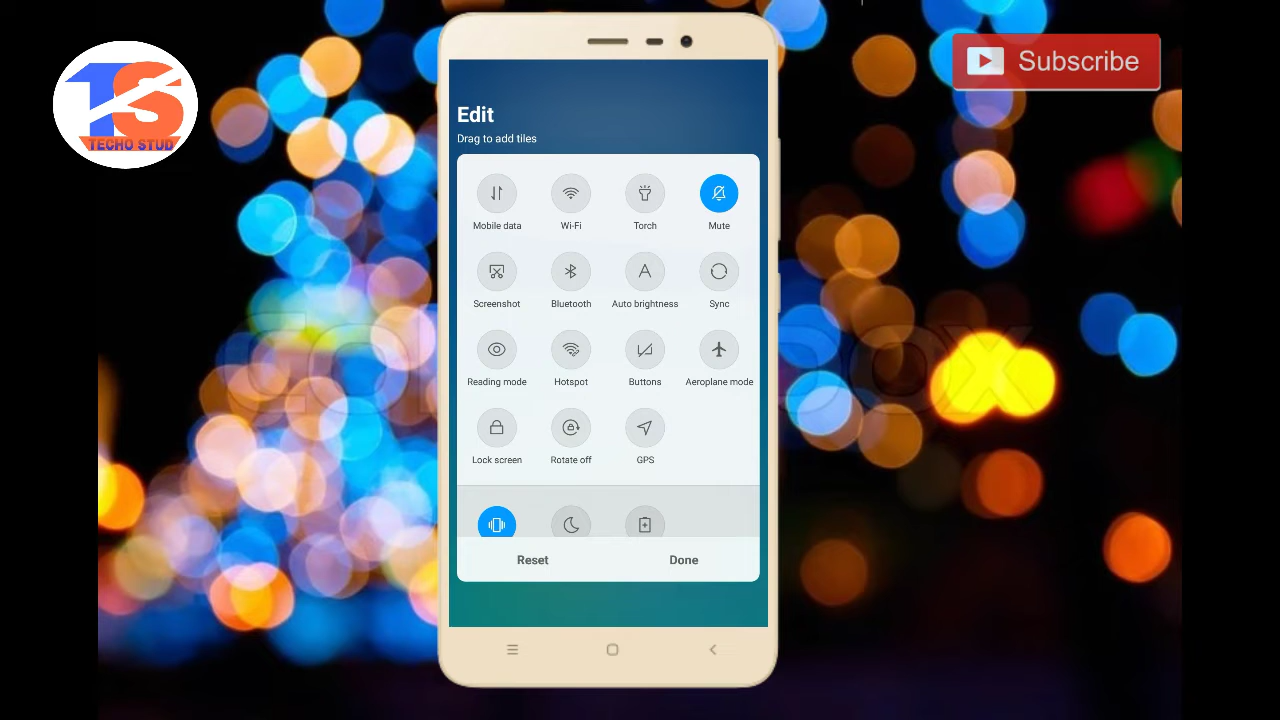 TS
TECHO STUD
Subscribe
Edit
Drag to add tiles
Mobile data
Wi-Fi
Torch
Mute
Screenshot
Bluetooth
Auto brightness
Sync
Reading mode
Hotspot
Buttons
Aeroplane mode
Lock screen
Rotate off
GPS
Reset
Done